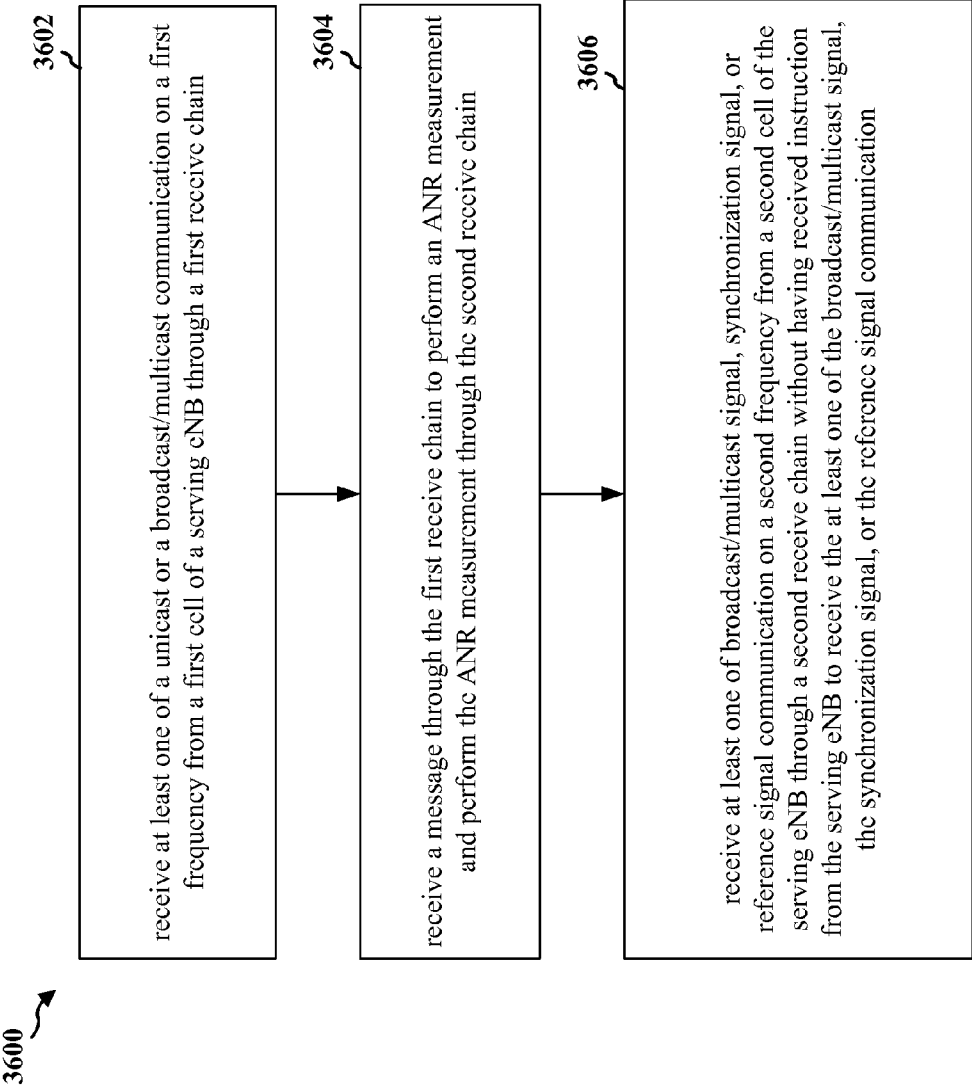 3600
3602
receive at least one of a unicast or a broadcast/multicast communication on a first
frequency from a first cell of a serving eNB through a first receive chain
3604
receive a message through the first receive chain to perform an ANR measurement
and perform the ANR measurement through the second receive chain
3606
receive at least one of broadcast/multicast signal, synchronization signal, or
reference signal communication on a second frequency from a second cell of the
serving eNB through a second receive chain without having received instruction
from the serving eNB to receive the at least one of the broadcast/multicast signal,
the synchronization signal, or the reference signal communication